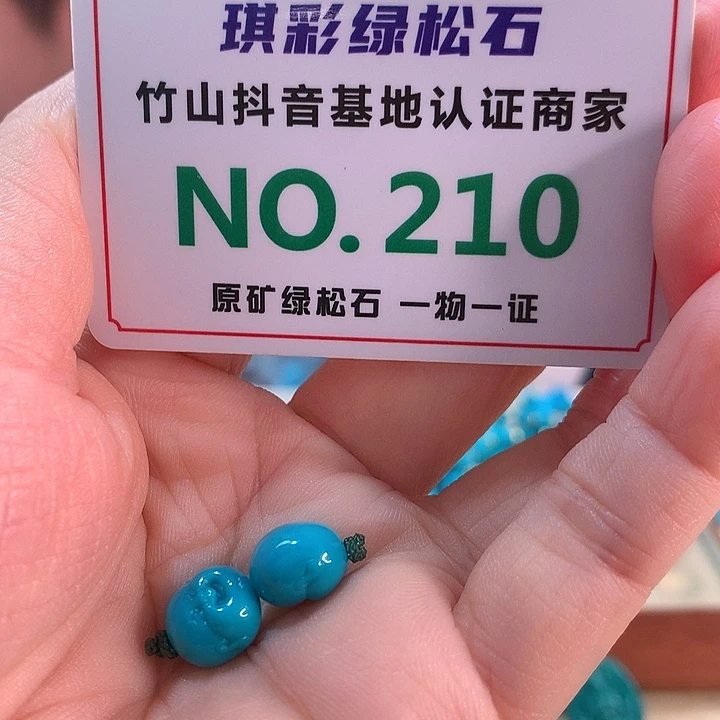 琪彩绿松石
竹山抖音基地认证商家
NO.210
原矿绿松石 一物一证